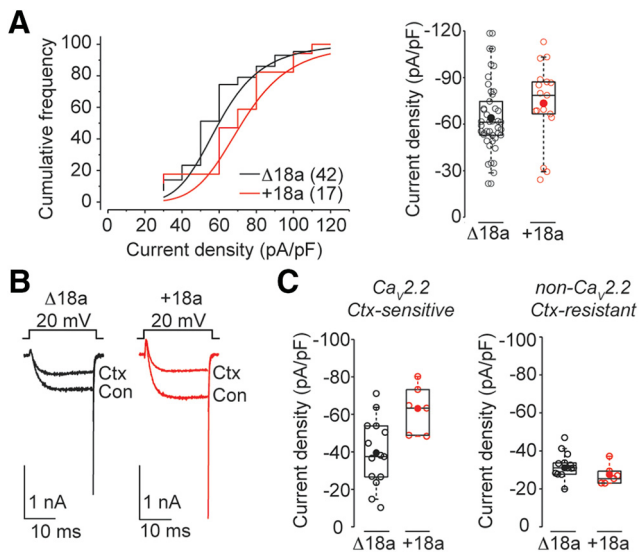 A
Cumulative frequency
100
80
60
40
20
0
0 20 40 60 80 100 120
Current density (pA/pF)
Δ18a (42)
+18a (17)
Current density (pA/pF)
-120
-90
-60
-30
0
Δ18a +18a
B
Δ18a +18a
20 mV 20 mV
Ctx
Con
Ctx
Con
1 nA
10 ms
1 nA
10 ms
C
CaV2.2
Ctx-sensitive
Current density (pA/pF)
-100
-80
-60
-40
-20
0
Δ18a +18a
non-CaV2.2
Ctx-resistant
Current density (pA/pF)
-100
-80
-60
-40
-20
0
Δ18a +18a